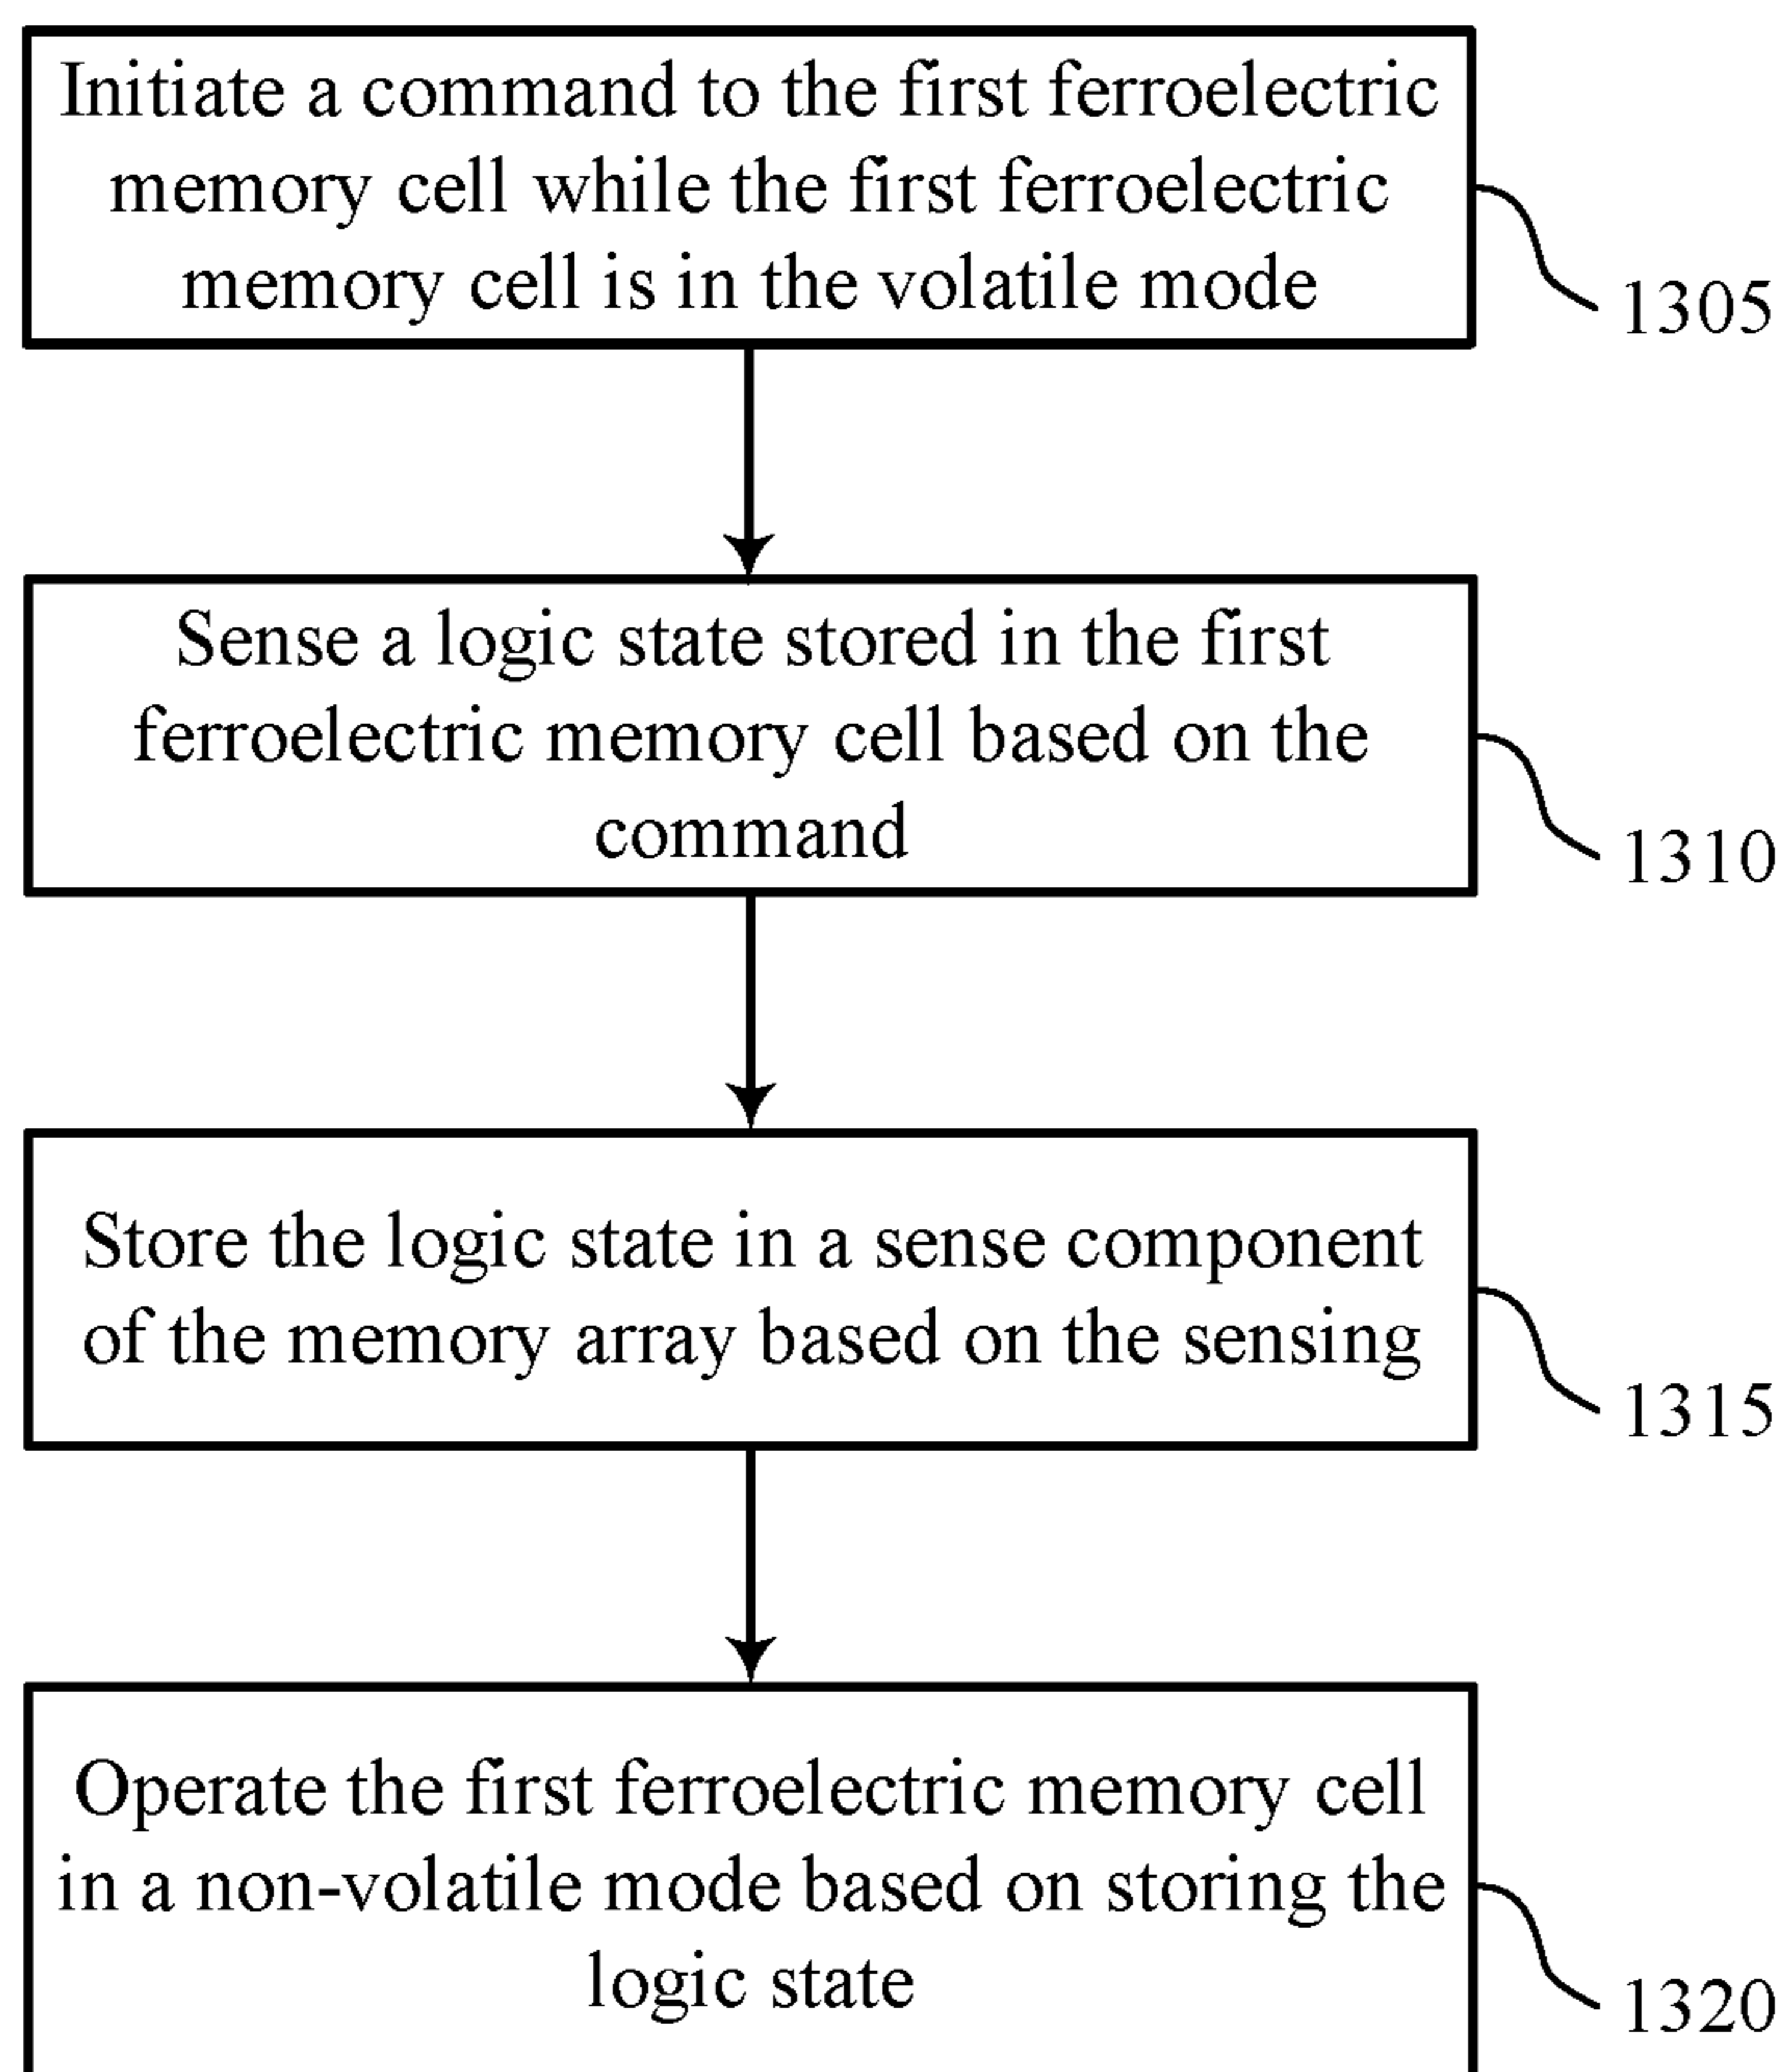 Initiate a command to the first ferroelectric
memory cell while the first ferroelectric
memory cell is in the volatile mode
1305
Sense a logic state stored in the first
ferroelectric memory cell based on the
command
1310
Store the logic state in a sense component
of the memory array based on the sensing
1315
Operate the first ferroelectric memory cell
in a non-volatile mode based on storing the
logic state
1320